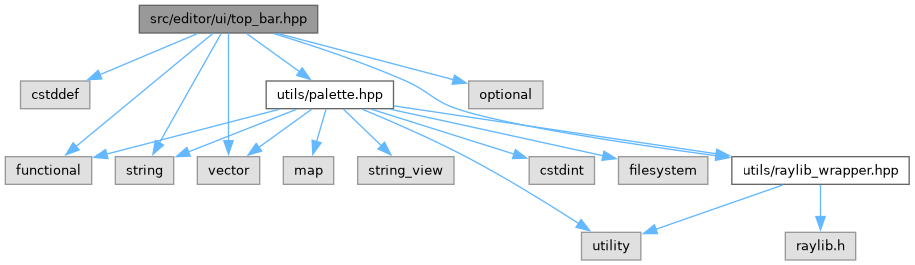 src/editor/ui/top_bar.hpp
cstddef
utils/palette.hpp
optional
functional
string
vector
map
string_view
cstdint
filesystem
utils/raylib_wrapper.hpp
utility
raylib.h